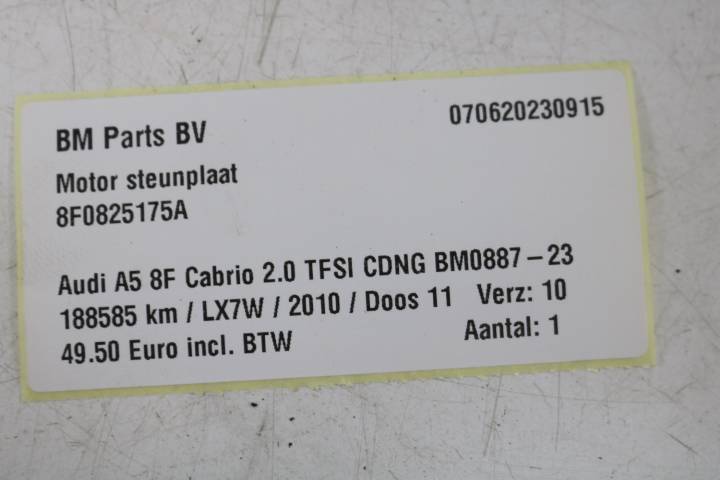 BM Parts BV 070620230915
Motor steunplaat
8F0825175A
Audi A5 8F Cabrio 2.0 TFSI CDNG BM0887-23
188585 km / LX7W / 2010 / Doos 11 Verz: 10
49.50 Euro incl. BTW Aantal: 1